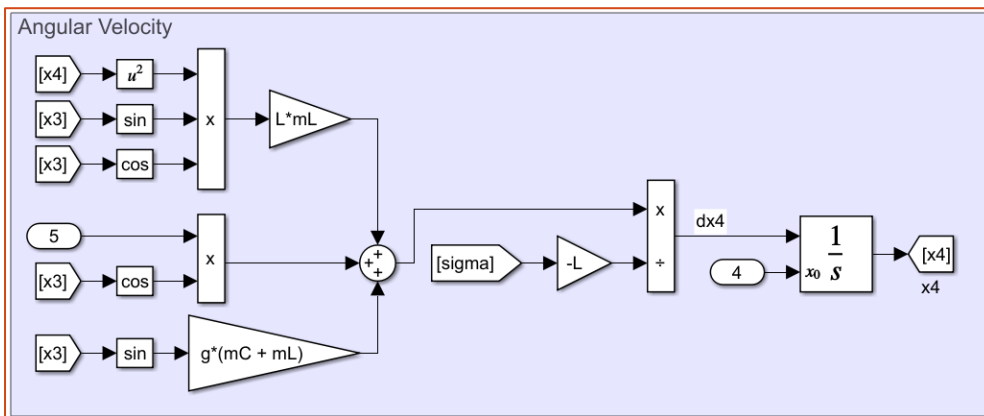 Angular Velocity
[x4]
u²
[x3]
sin
x
L*mL
[x3]
cos
5
x
[x3]
cos
+
+
+
[sigma]
-L
x
÷
dx4
4
x₀
1
s
[x4]
x4
[x3]
sin
g*(mC + mL)